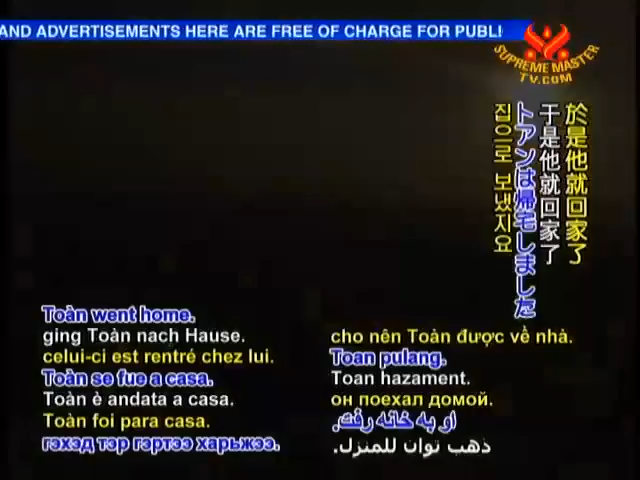 AND ADVERTISEMENTS HERE ARE FREE OF CHARGE FOR PUBLI
SUPREME MASTER
TV.COM
於是他就回家了
于是他就回家了
トアンは帰宅しました
집으로 보냈지요
Toàn went home.
ging Toàn nach Hause.
celui-ci est rentré chez lui.
Toàn se fue a casa.
Toàn è andata a casa.
Toàn foi para casa.
гэхэд тэр гэртээ харьжээ.
cho nên Toàn được về nhà.
Toan pulang.
Toan hazament.
он поехал домой.
او به خانه رفت.
ذهب توان للمنزل.